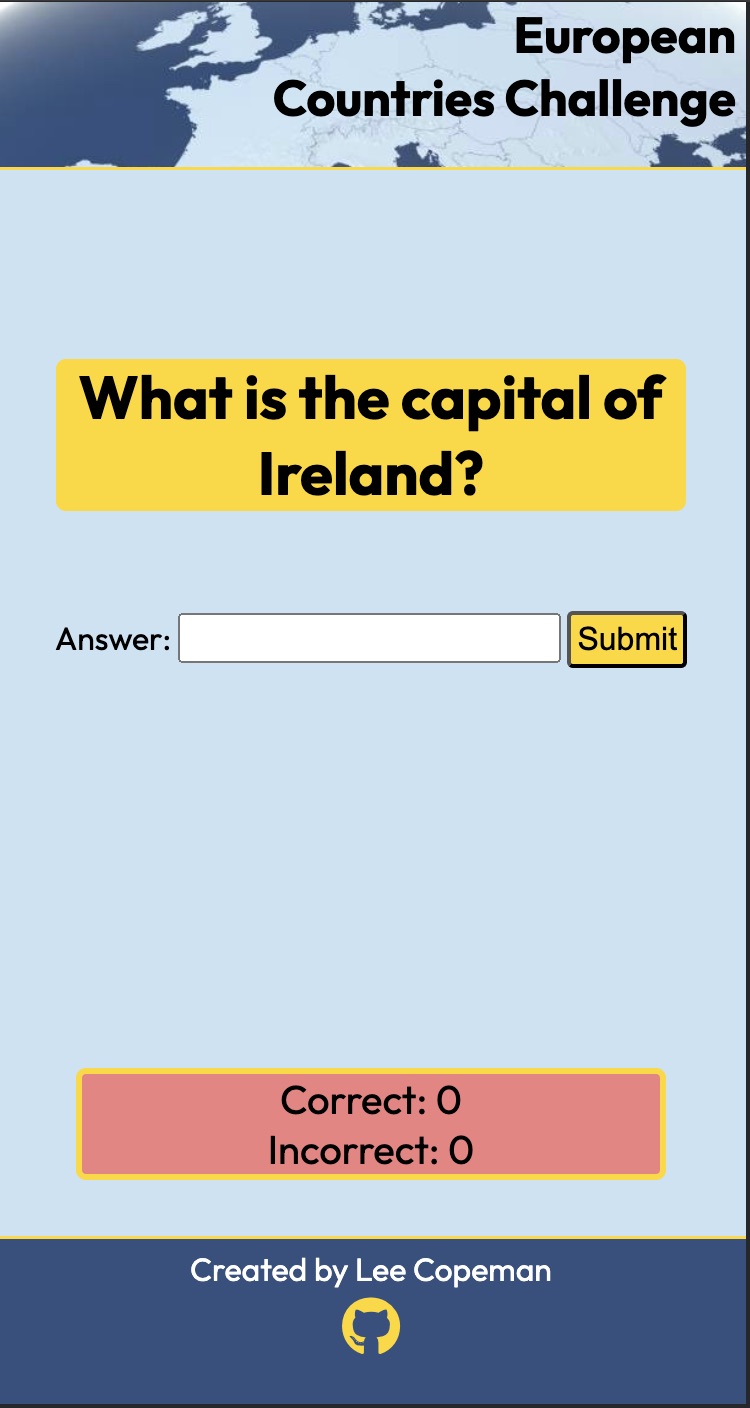 European
Countries Challenge
What is the capital of
Ireland?
Answer: Submit
Correct: 0
Incorrect: 0
Created by Lee Copeman